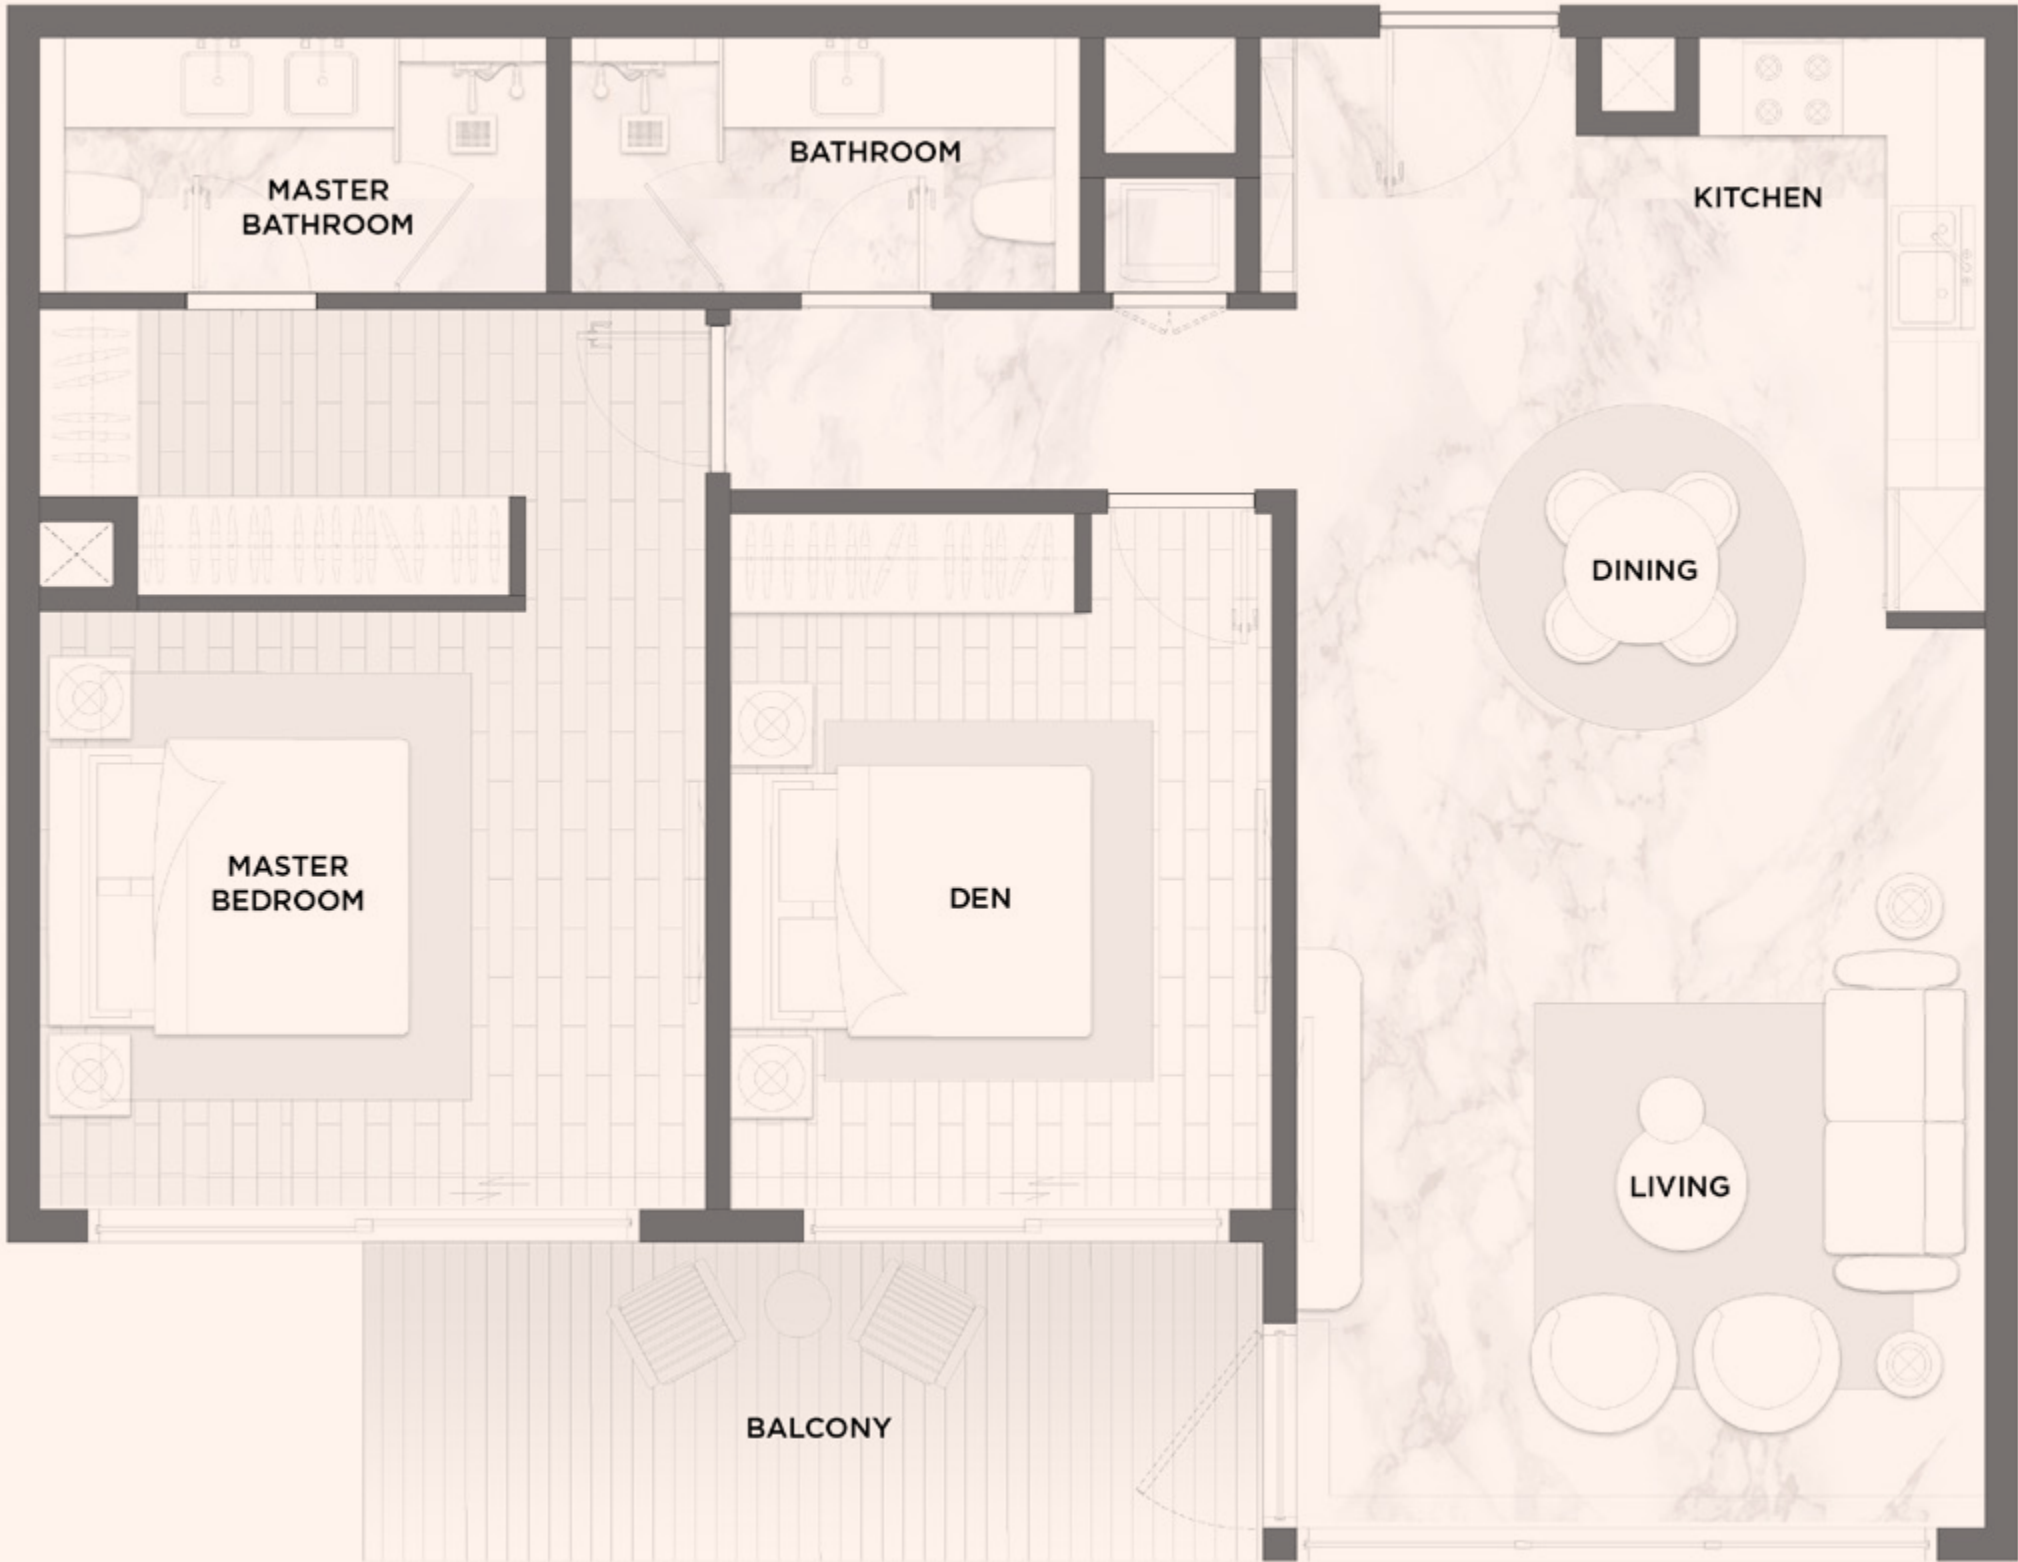 BATHROOM
MASTER
BATHROOM
KITCHEN
DINING
MASTER
BEDROOM
DEN
LIVING
BALCONY